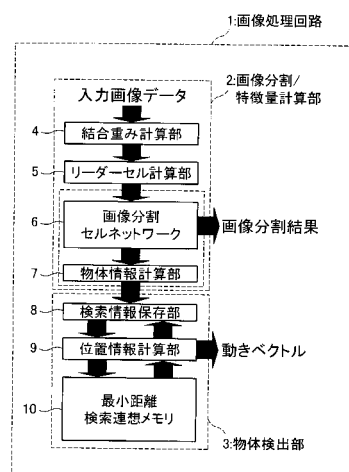 1:画像処理回路
2:画像分割/
特徴量計算部
入力画像データ
4
結合重み計算部
5
リーダーセル計算部
6
画像分割
セルネットワーク
画像分割結果
7
物体情報計算部
8
検索情報保存部
9
位置情報計算部
動きベクトル
10
最小距離
検索連想メモリ
3:物体検出部